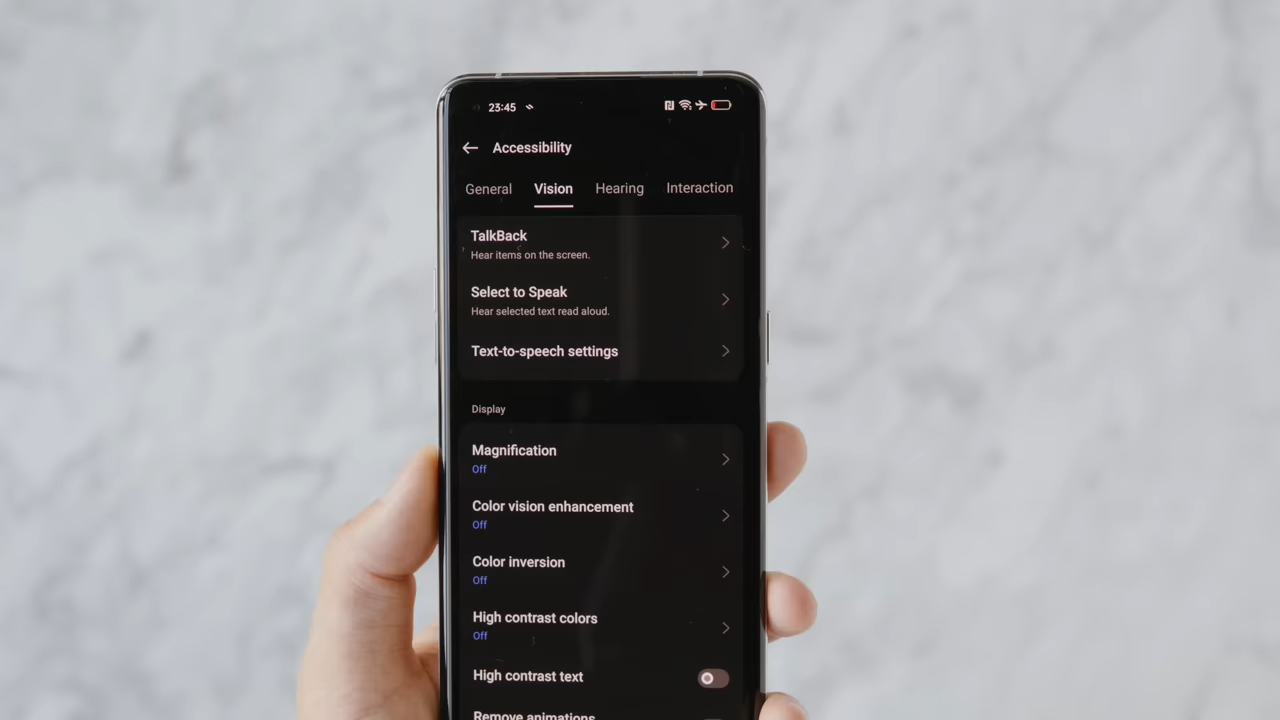 23:45
Accessibility
General Vision Hearing Interaction
TalkBack
Hear items on the screen.
Select to Speak
Hear selected text read aloud.
Text-to-speech settings
Display
Magnification
Off
Color vision enhancement
Off
Color inversion
Off
High contrast colors
Off
High contrast text
Remove animations